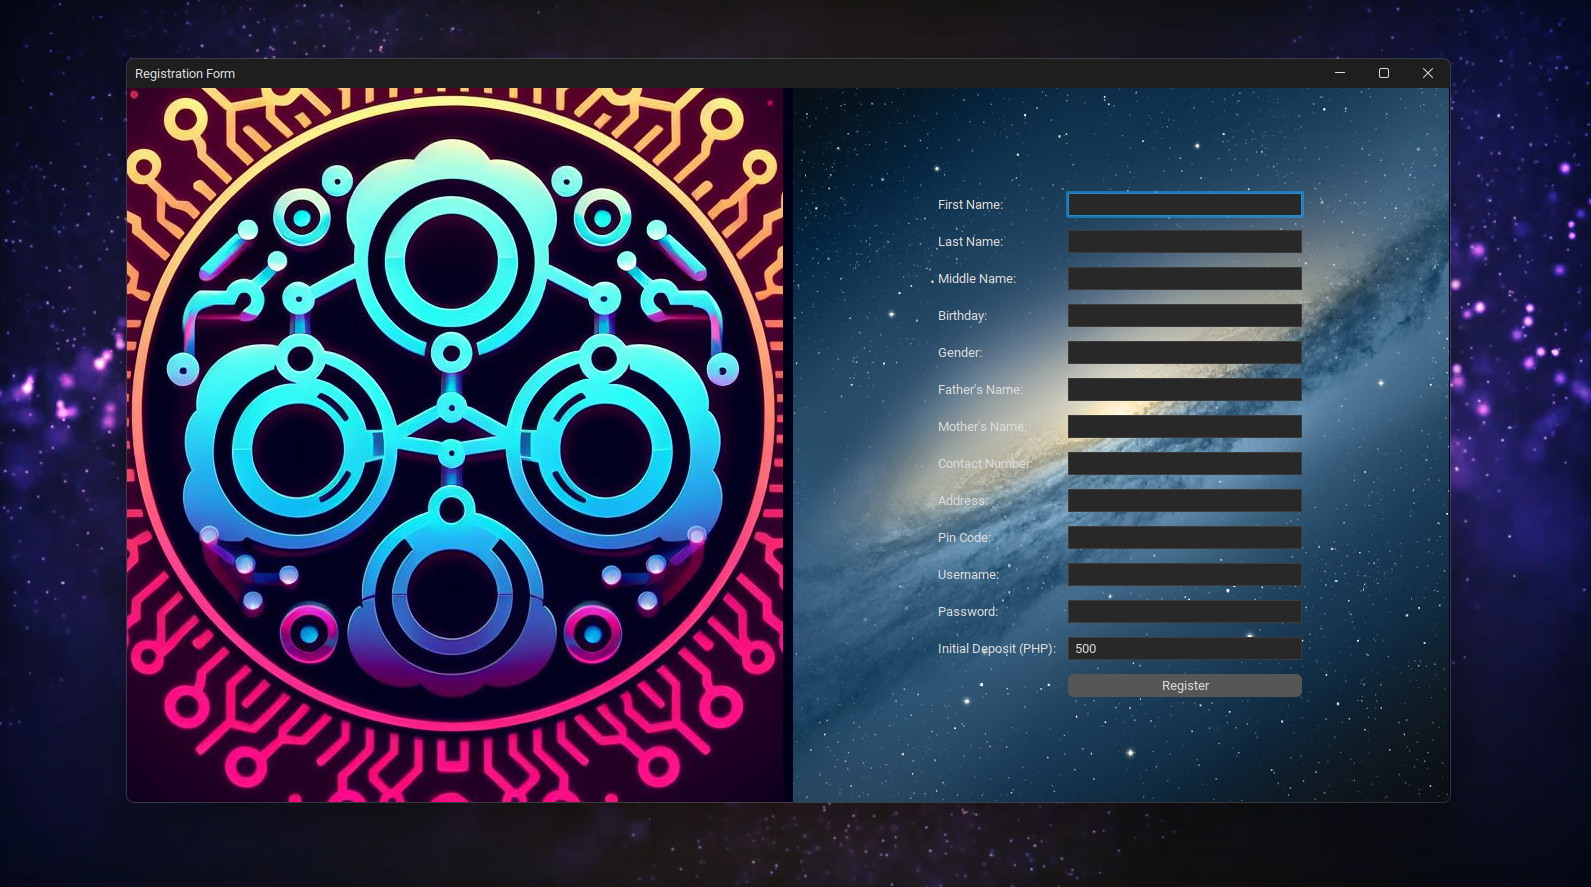 Registration Form
First Name:
Last Name:
Middle Name:
Birthday:
Gender:
Father's Name:
Mother's Name:
Contact Number:
Address:
Pin Code:
Username:
Password:
Initial Deposit (PHP): 500
Register